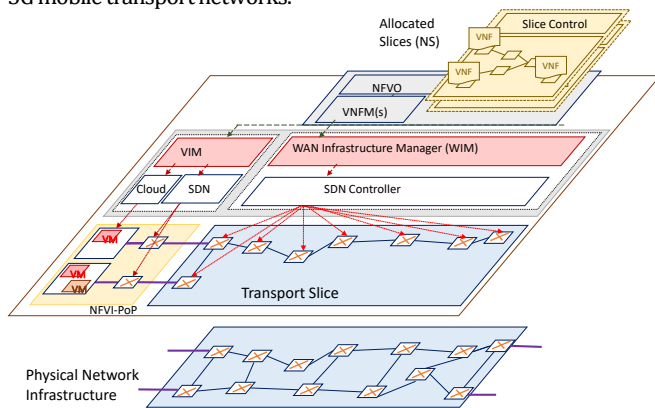 5G mobile transport networks.
Allocated
Slices (NS)
Slice Control
VNF
VNF
VNF
NFVO
VNFM(s)
VIM
WAN Infrastructure Manager (WIM)
Cloud
SDN
SDN Controller
VM
VM
VM
NFVI-PoP
Transport Slice
Physical Network
Infrastructure